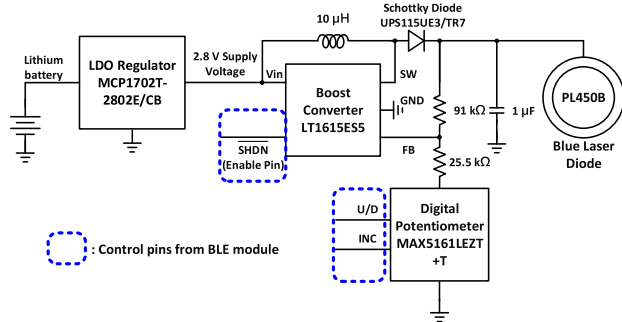 10 µH
Schottky Diode
UPS115UE3/TR7
Lithium
battery
LDO Regulator
MCP1702T-
2802E/CB
2.8 V Supply
Voltage
Vin
Boost
Converter
LT1615ES5
SW
GND
FB
SHDN
(Enable Pin)
91 kΩ
1 µF
PL450B
Blue Laser
Diode
25.5 kΩ
U/D
INC
Digital
Potentiometer
MAX5161LEZT
+T
: Control pins from BLE module